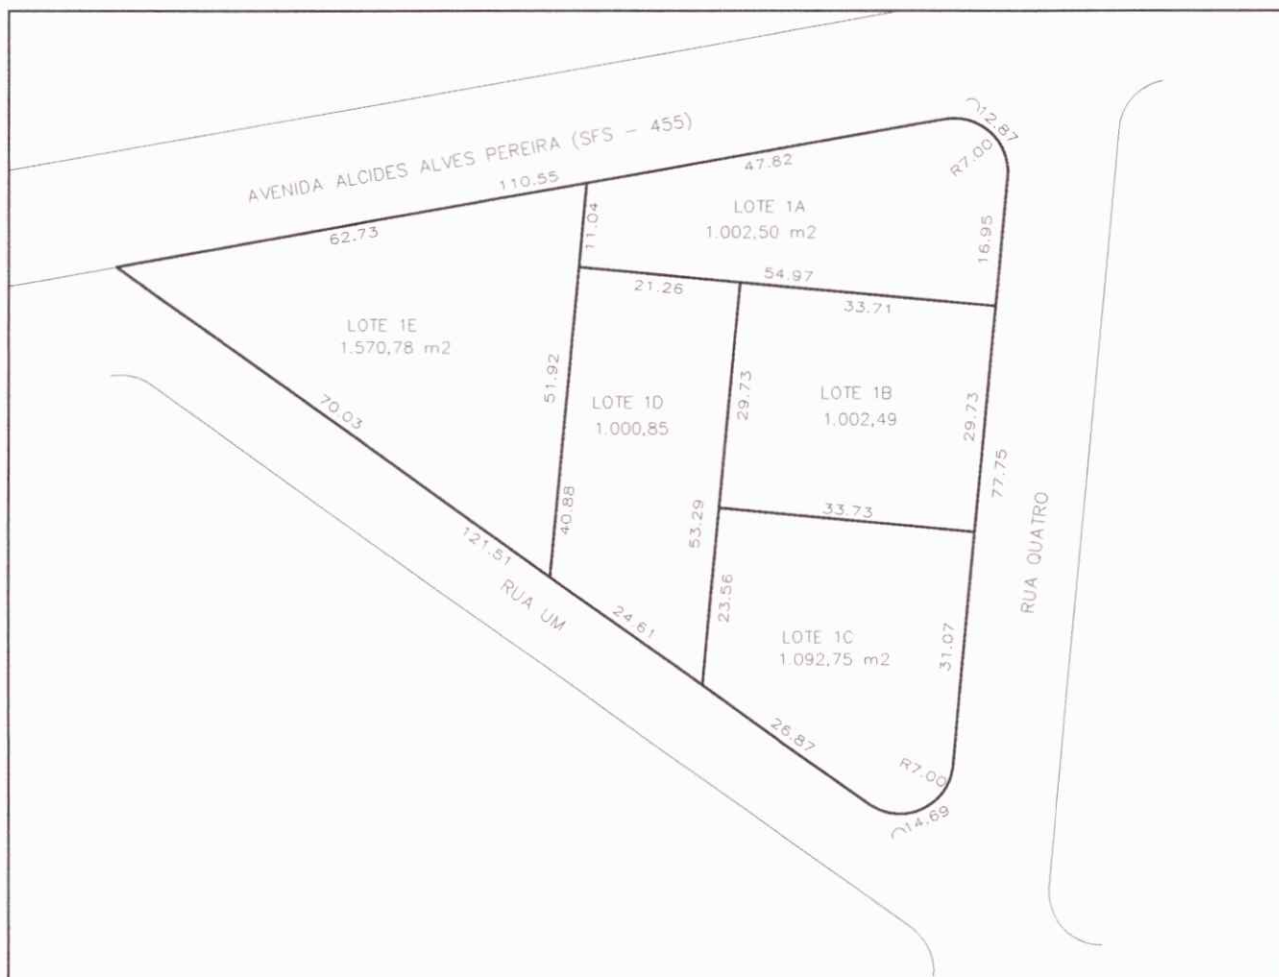 ⌒12.87
R7.00
AVENIDA ALCIDES ALVES PEREIRA (SFS - 455)
47.82
110.55
62.73
LOTE 1A
1.002,50 m2
11.04
16.95
54.97
21.26
33.71
LOTE 1E
1.570,78 m2
51.92
LOTE 1D
1.000,85
29.73
LOTE 1B
1.002,49
29.73
77.75
70.03
40.88
53.29
33.73
121.51
RUA UM
24.61
23.56
RUA QUATRO
LOTE 1C
1.092,75 m2
31.07
26.87
R7.00
⌒14.69